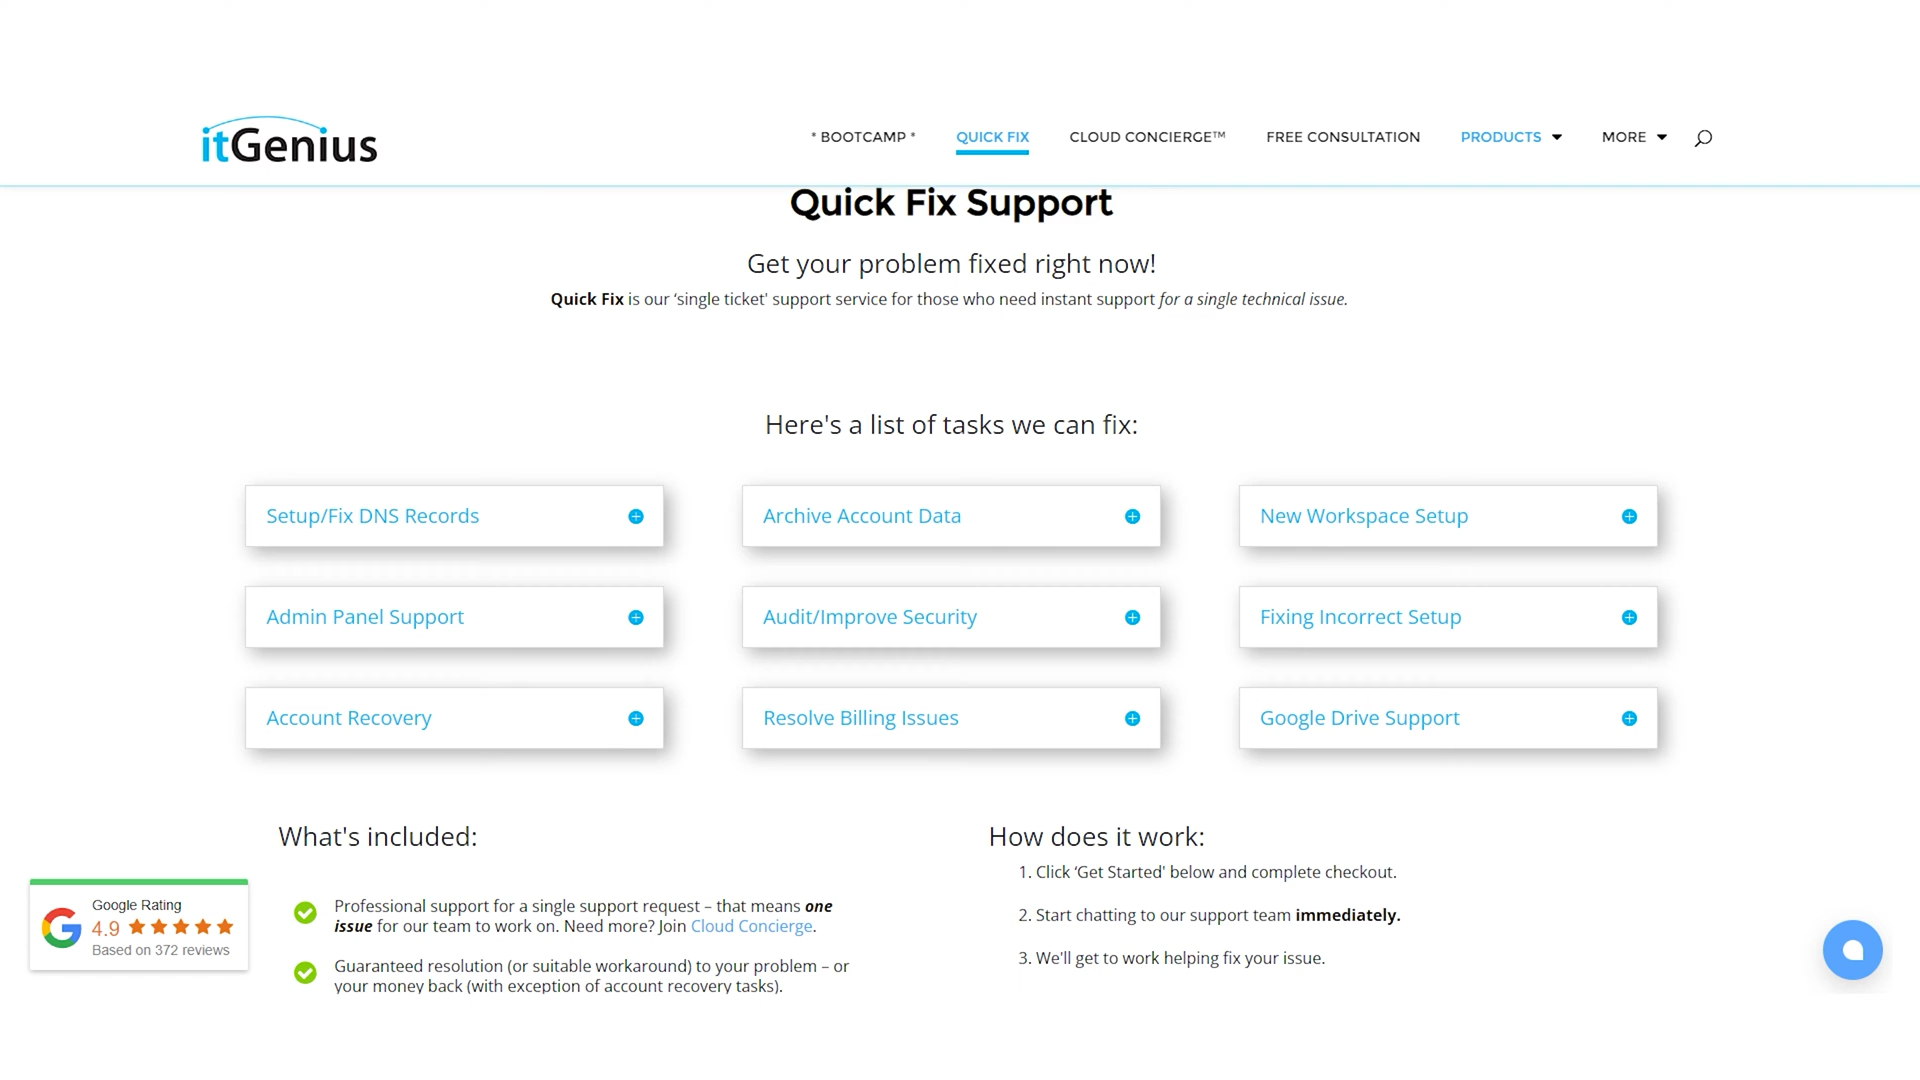 itGenius
* BOOTCAMP *
QUICK FIX
CLOUD CONCIERGE™
FREE CONSULTATION
PRODUCTS
MORE
Quick Fix Support
Get your problem fixed right now!
Quick Fix is our ‘single ticket' support service for those who need instant support for a single technical issue.
Here's a list of tasks we can fix:
Setup/Fix DNS Records
Archive Account Data
New Workspace Setup
Admin Panel Support
Audit/Improve Security
Fixing Incorrect Setup
Account Recovery
Resolve Billing Issues
Google Drive Support
What's included:
Professional support for a single support request – that means one
issue for our team to work on. Need more? Join Cloud Concierge.
Guaranteed resolution (or suitable workaround) to your problem – or
your money back (with exception of account recovery tasks).
How does it work:
1. Click ‘Get Started' below and complete checkout.
2. Start chatting to our support team immediately.
3. We'll get to work helping fix your issue.
Google Rating
4.9
Based on 372 reviews